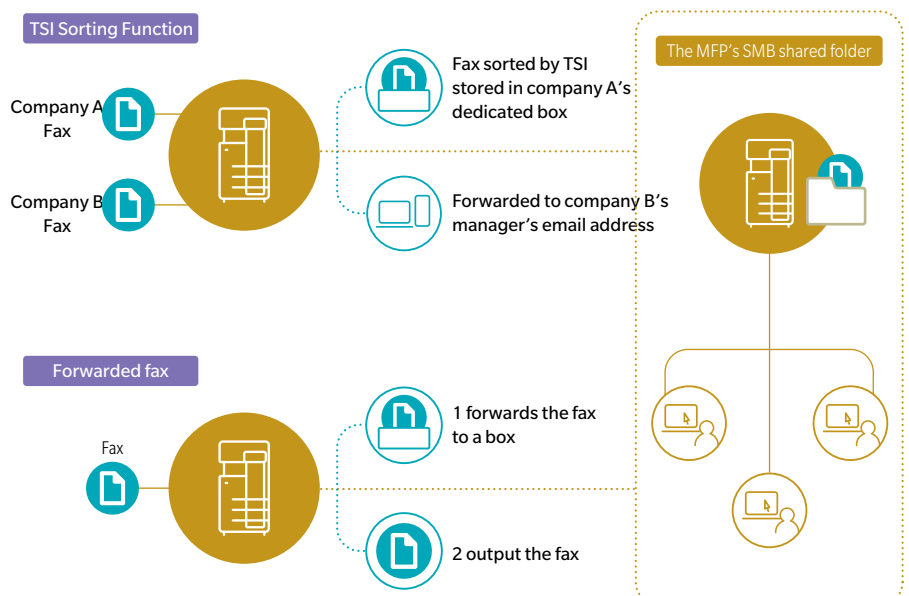 TSI Sorting Function
Company A
Fax
Company B
Fax
Fax sorted by TSI
stored in company A's
dedicated box
Forwarded to company B's
manager's email address
The MFP's SMB shared folder
Forwarded fax
Fax
1 forwards the fax
to a box
2 output the fax